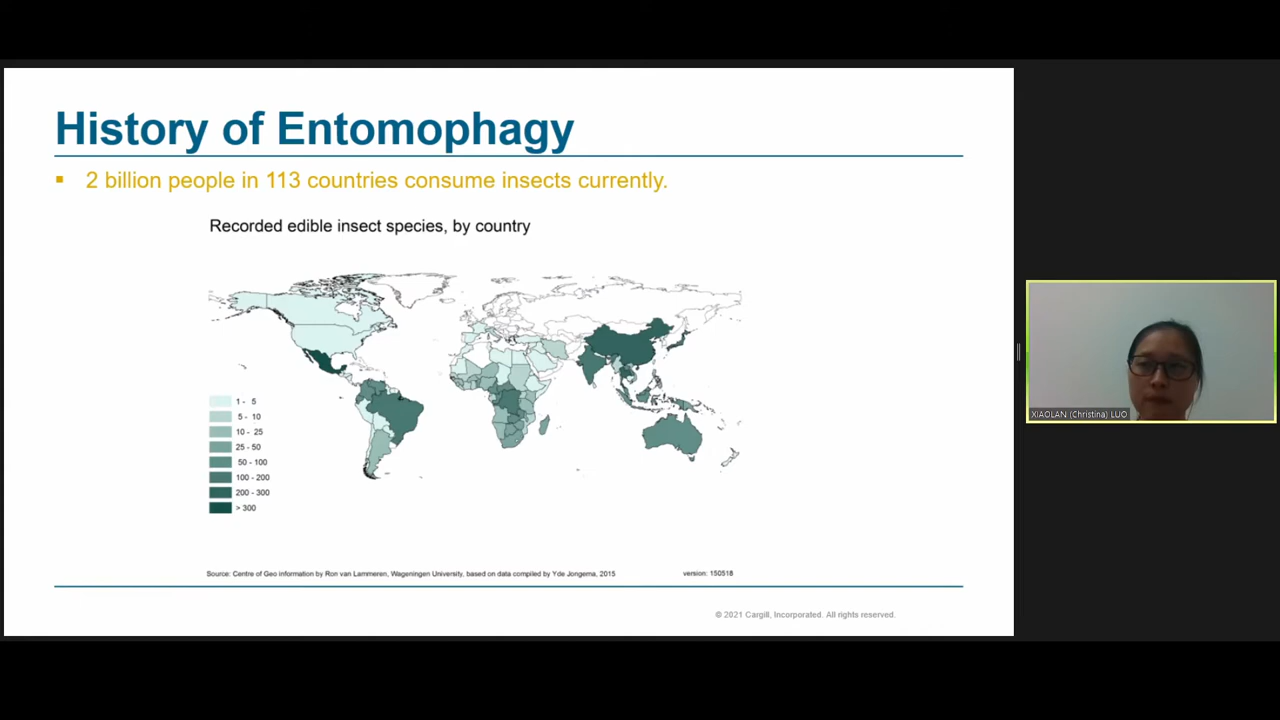 History of Entomophagy
▪ 2 billion people in 113 countries consume insects currently.
Recorded edible insect species, by country
1 - 5
5 - 10
10 - 25
25 - 50
50 - 100
100 - 200
200 - 300
> 300
Source: Centre of Geo information by Ron van Lammeren, Wageningen University, based on data compiled by Yde Jongema, 2015
version: 150518
© 2021 Cargill, Incorporated. All rights reserved.
XIAOLAN (Christina) LUO